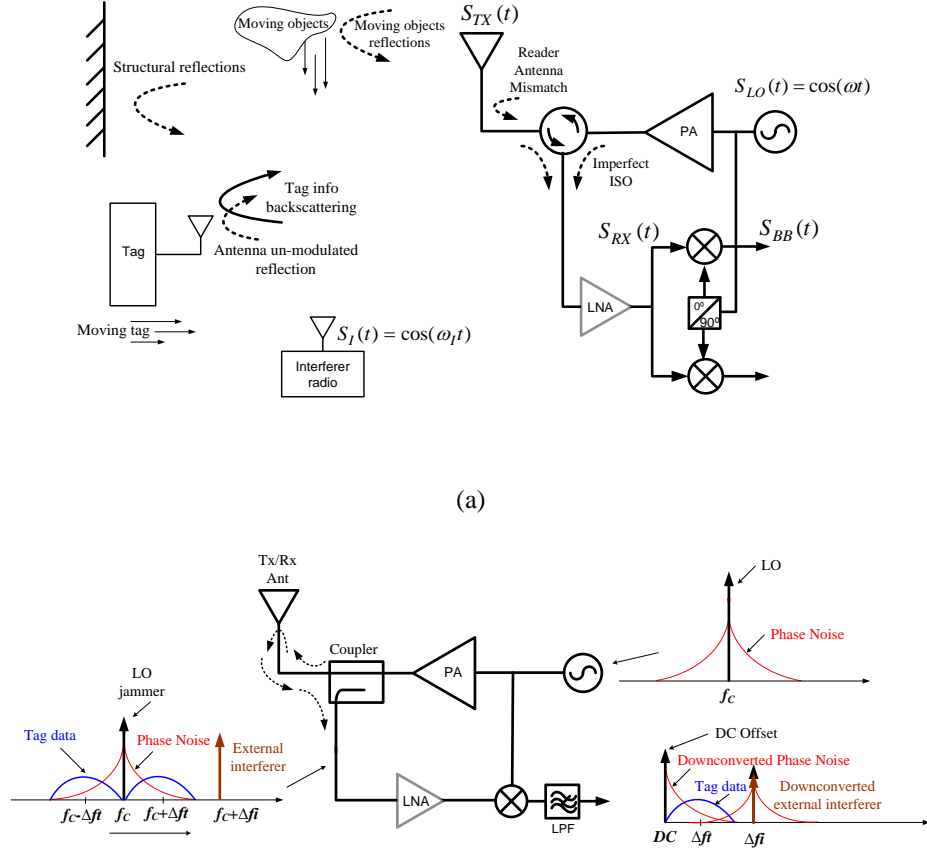 S_TX(t)
Moving objects
Moving objects
reflections
Structural reflections
Reader
Antenna
Mismatch
S_LO(t) = cos(ωt)
PA
Imperfect
ISO
Tag info
backscattering
Tag
Antenna un-modulated
reflection
S_RX(t)
S_BB(t)
LNA
0º
90º
Moving tag
S_I(t) = cos(ω_I t)
Interferer
radio
(a)
Tx/Rx
Ant
LO
Coupler
Phase Noise
PA
f_C
LO
jammer
Tag data
Phase Noise
External
interferer
DC Offset
Downconverted Phase Noise
Tag data
Downconverted
external interferer
LNA
LPF
f_C-Δft
f_C
f_C+Δft
f_C+Δfi
DC
Δft
Δfi